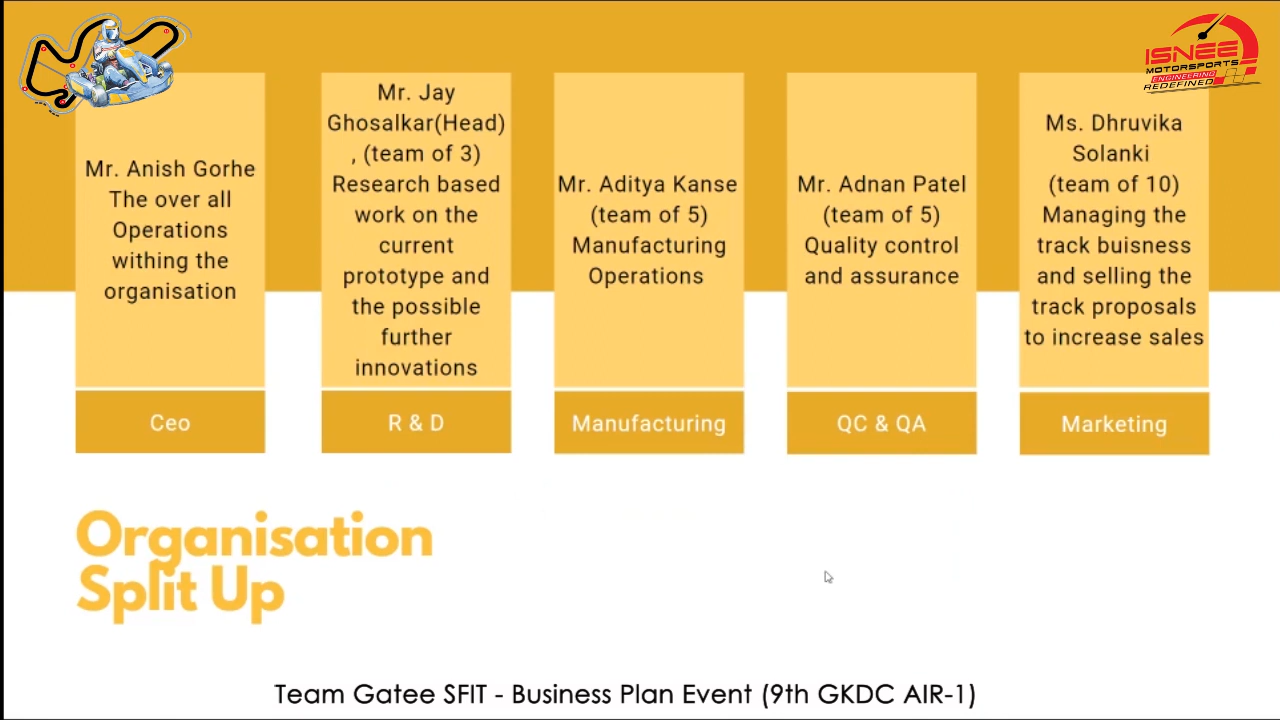 ISNEE
MOTORSPORTS
ENGINEERING
REDEFINED
Mr. Anish Gorhe
The over all
Operations
withing the
organisation
Ceo
Mr. Jay
Ghosalkar(Head)
, (team of 3)
Research based
work on the
current
prototype and
the possible
further
innovations
R & D
Mr. Aditya Kanse
(team of 5)
Manufacturing
Operations
Manufacturing
Mr. Adnan Patel
(team of 5)
Quality control
and assurance
QC & QA
Ms. Dhruvika
Solanki
(team of 10)
Managing the
track buisness
and selling the
track proposals
to increase sales
Marketing
Organisation
Split Up
Team Gatee SFIT - Business Plan Event (9th GKDC AIR-1)